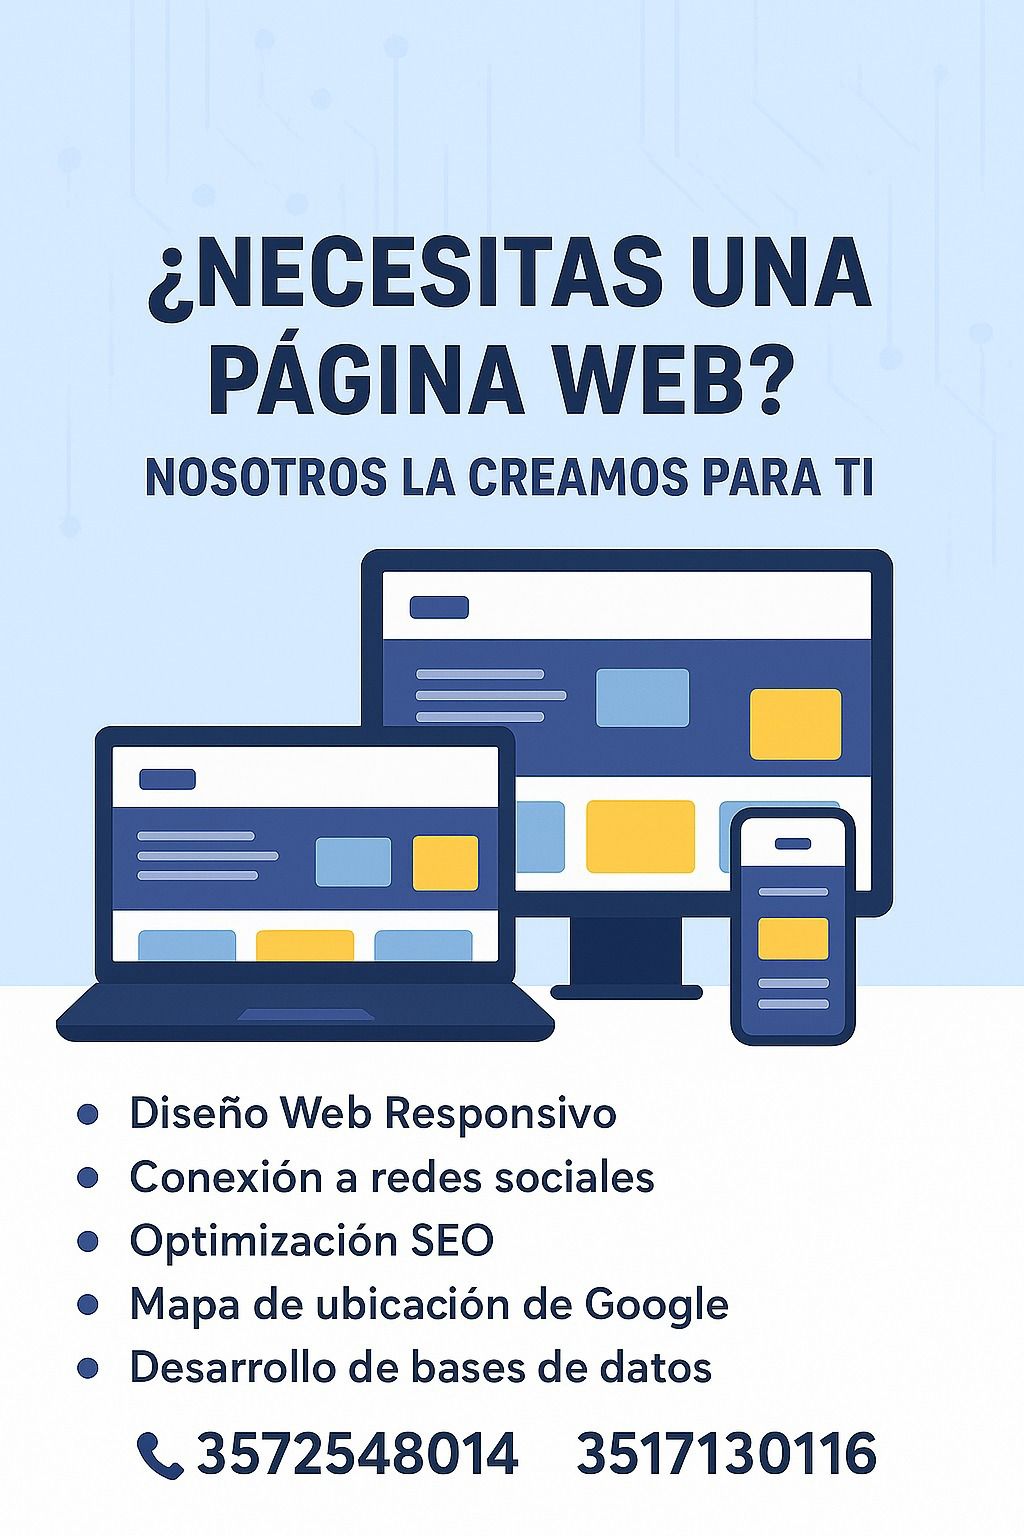 ¿NECESITAS UNA
PÁGINA WEB?
NOSOTROS LA CREAMOS PARA TI
Diseño Web Responsivo
Conexión a redes sociales
Optimización SEO
Mapa de ubicación de Google
Desarrollo de bases de datos
3572548014 3517130116